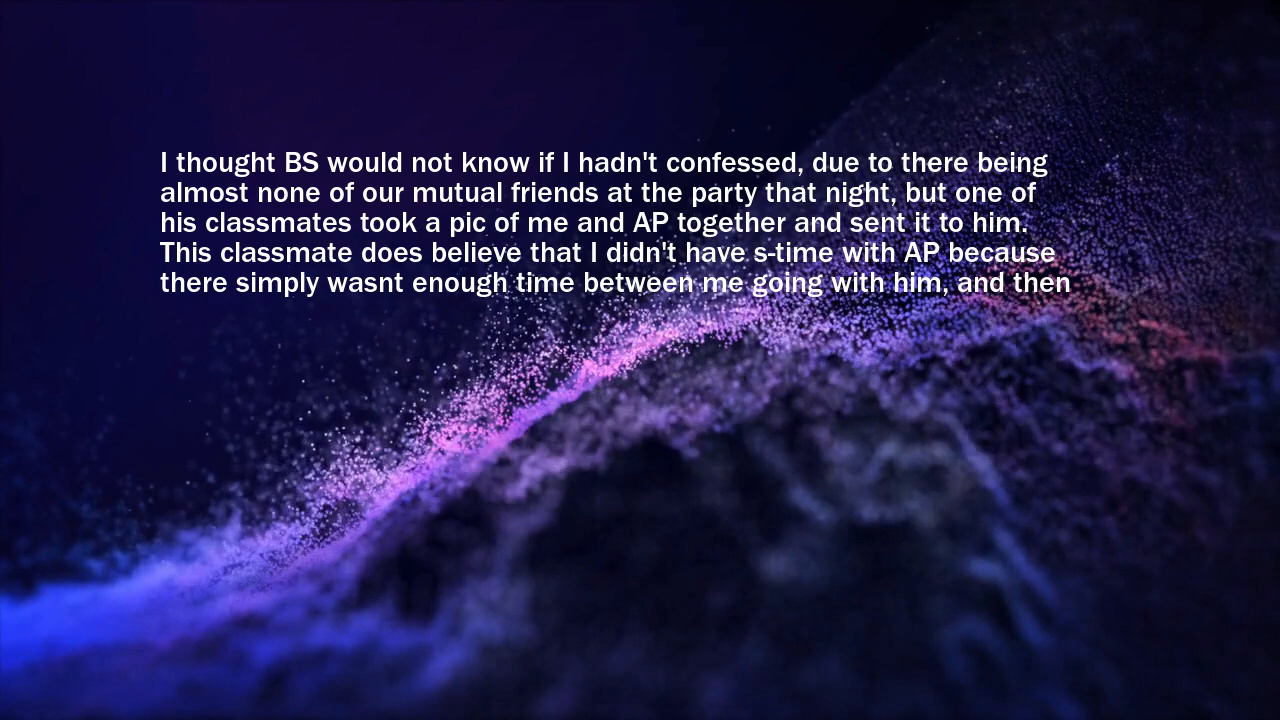 I thought BS would not know if I hadn't confessed, due to there being
almost none of our mutual friends at the party that night, but one of
his classmates took a pic of me and AP together and sent it to him.
This classmate does believe that I didn't have s-time with AP because
there simply wasnt enough time between me going with him, and then